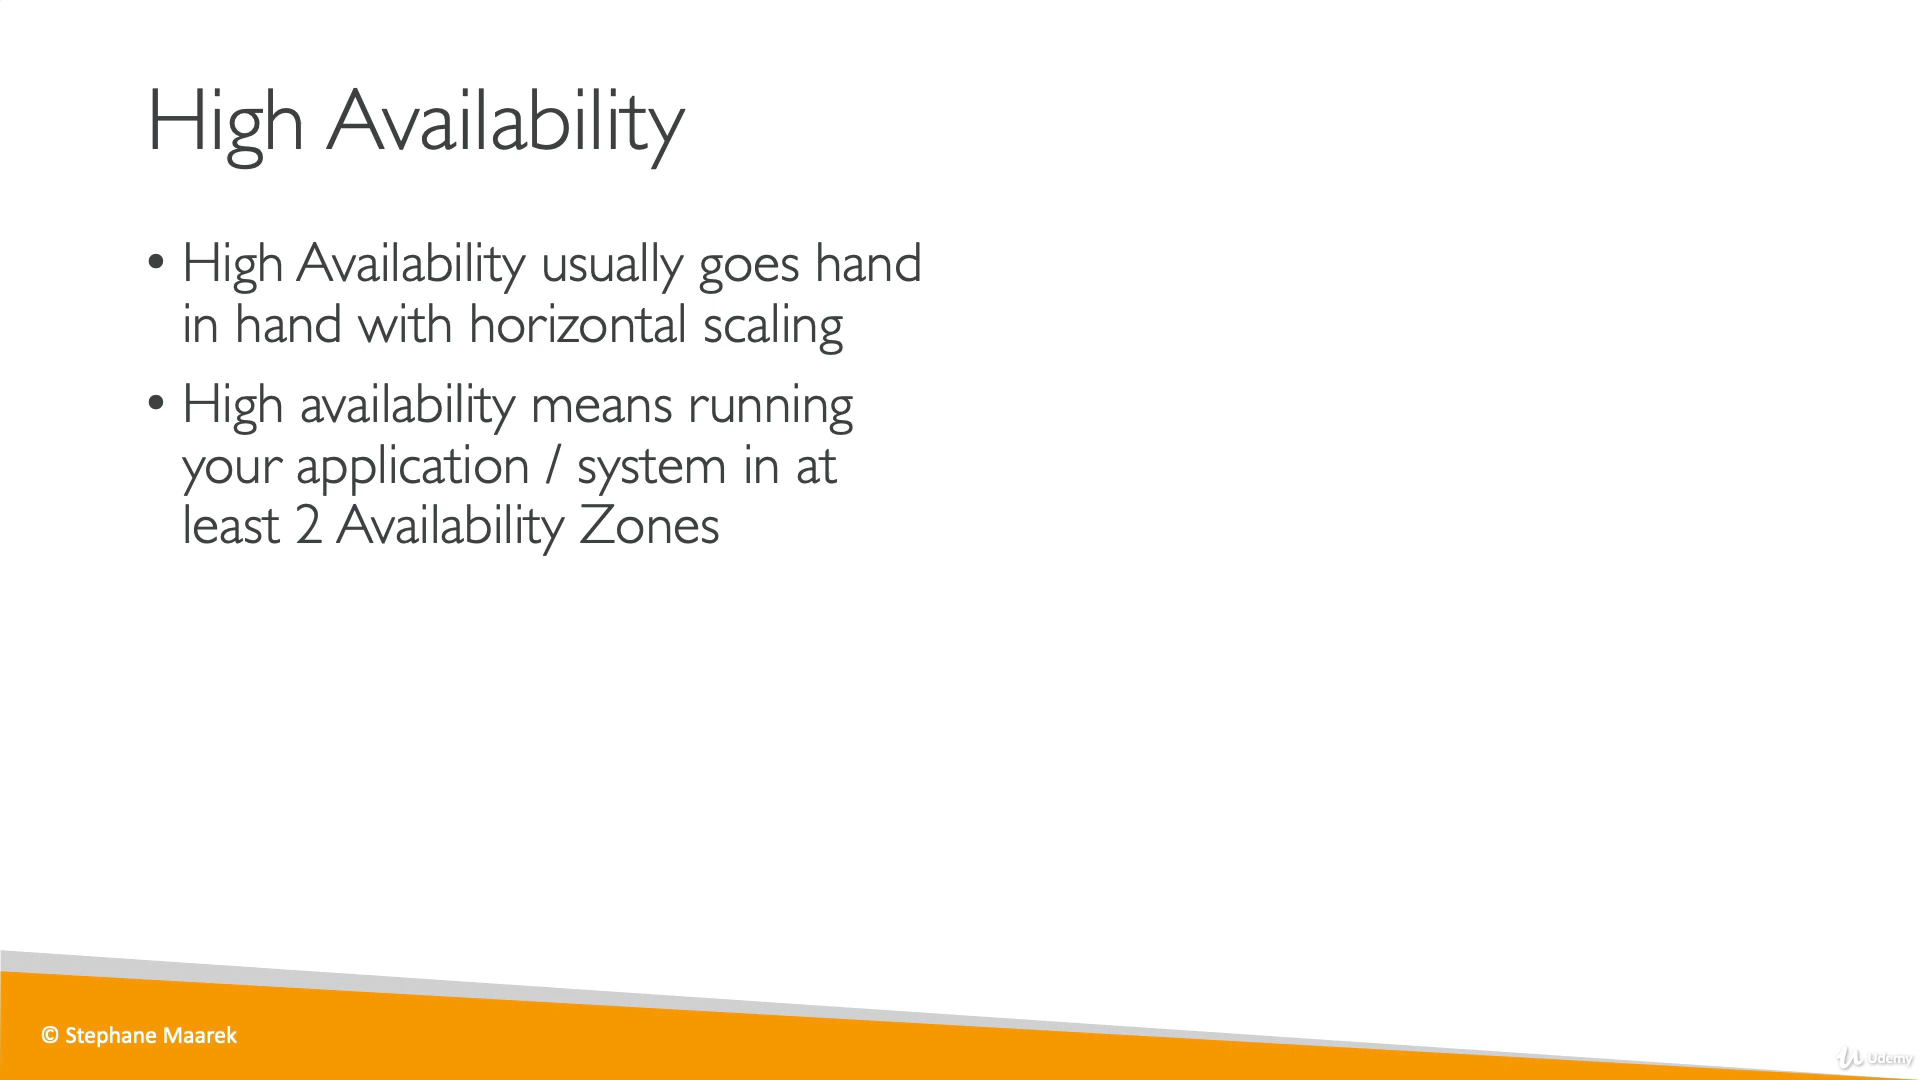 High Availability
• High Availability usually goes hand
in hand with horizontal scaling
• High availability means running
your application / system in at
least 2 Availability Zones
© Stephane Maarek
Udemy